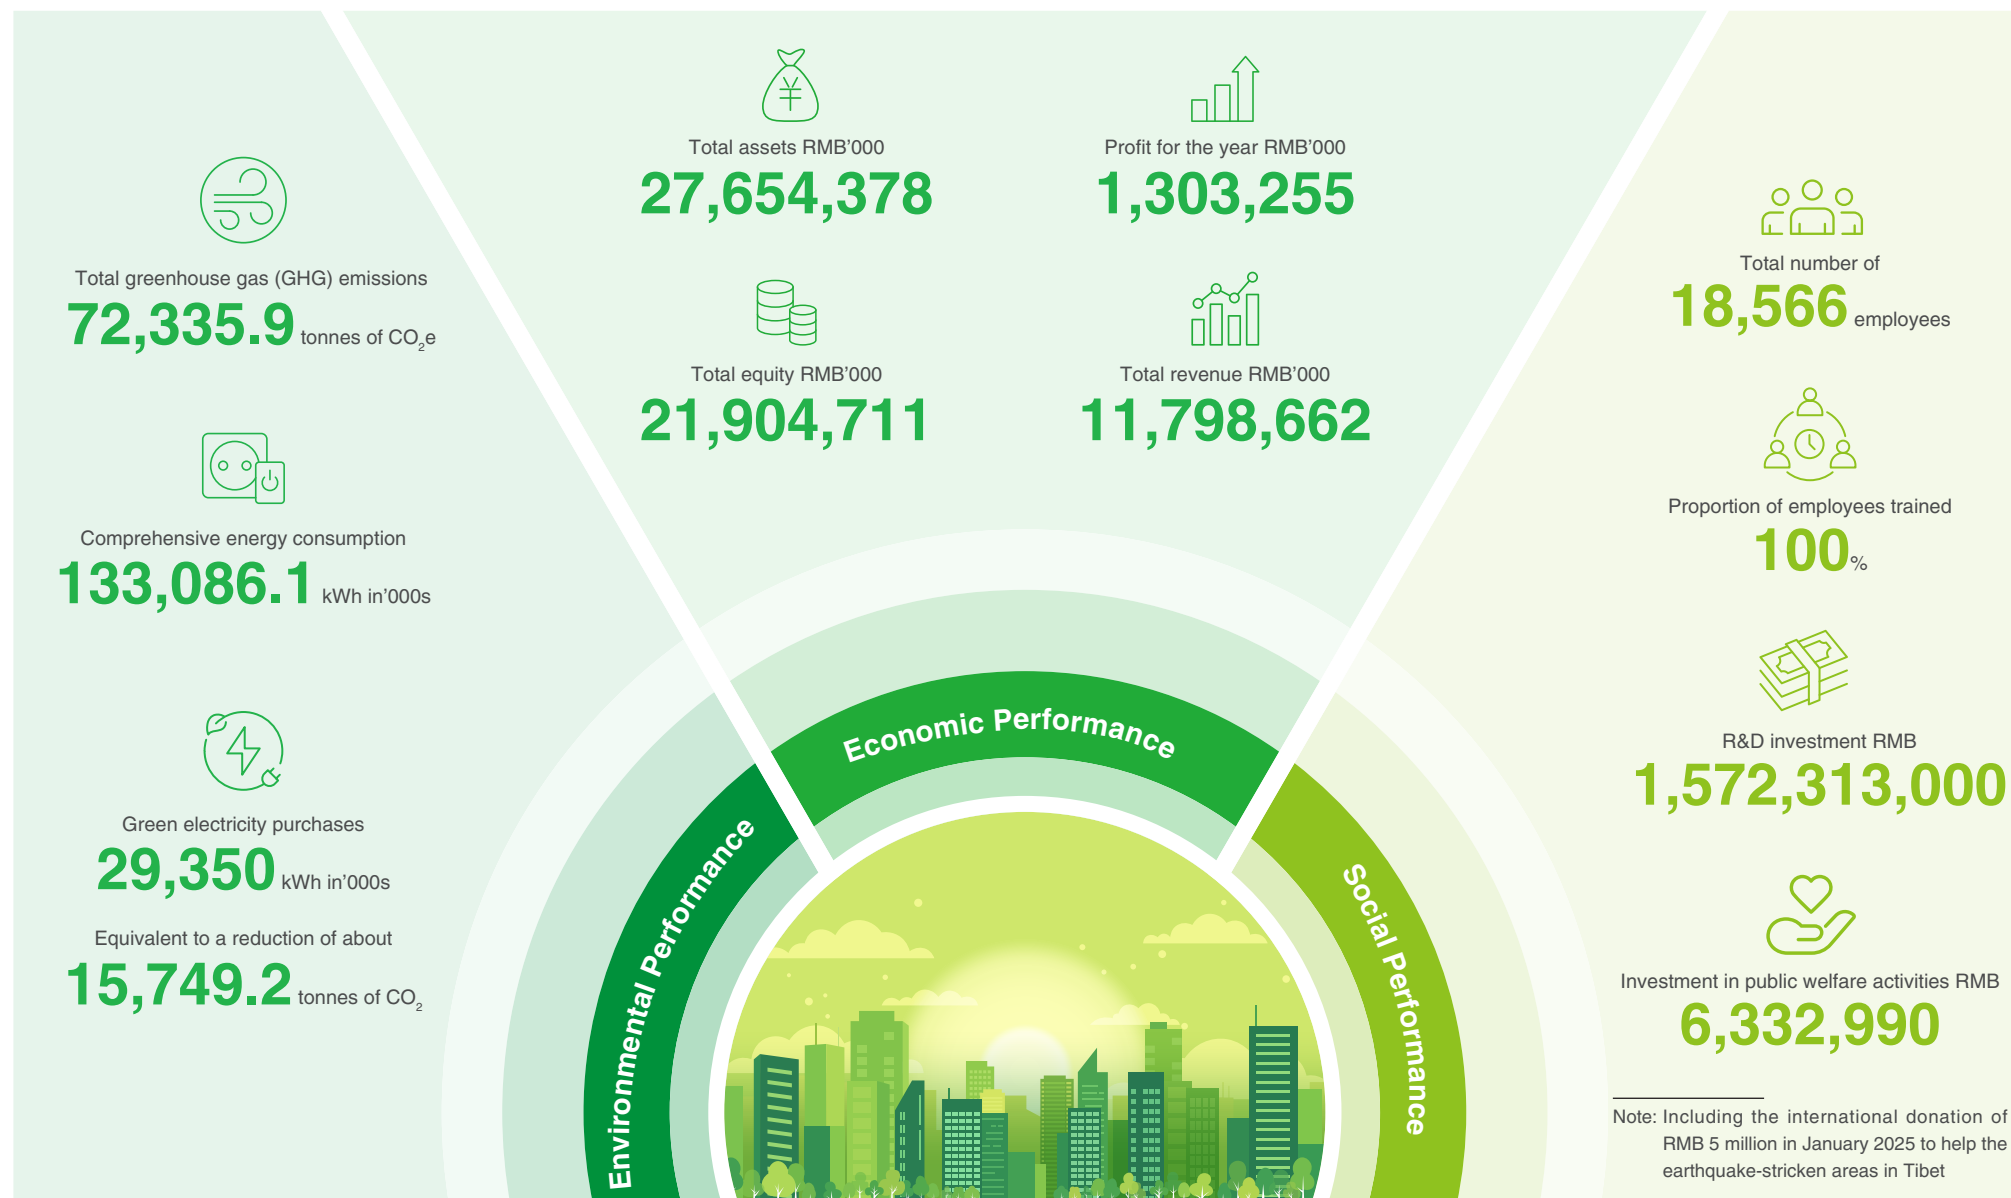 Total greenhouse gas (GHG) emissions
72,335.9 tonnes of CO₂e
Comprehensive energy consumption
133,086.1 kWh in'000s
Green electricity purchases
29,350 kWh in'000s
Equivalent to a reduction of about
15,749.2 tonnes of CO₂
Environmental Performance
Total assets RMB'000
27,654,378
Profit for the year RMB'000
1,303,255
Total equity RMB'000
21,904,711
Total revenue RMB'000
11,798,662
Economic Performance
Total number of
18,566 employees
Proportion of employees trained
100%
R&D investment RMB
1,572,313,000
Investment in public welfare activities RMB
6,332,990
Social Performance
Note: Including the international donation of
RMB 5 million in January 2025 to help the
earthquake-stricken areas in Tibet